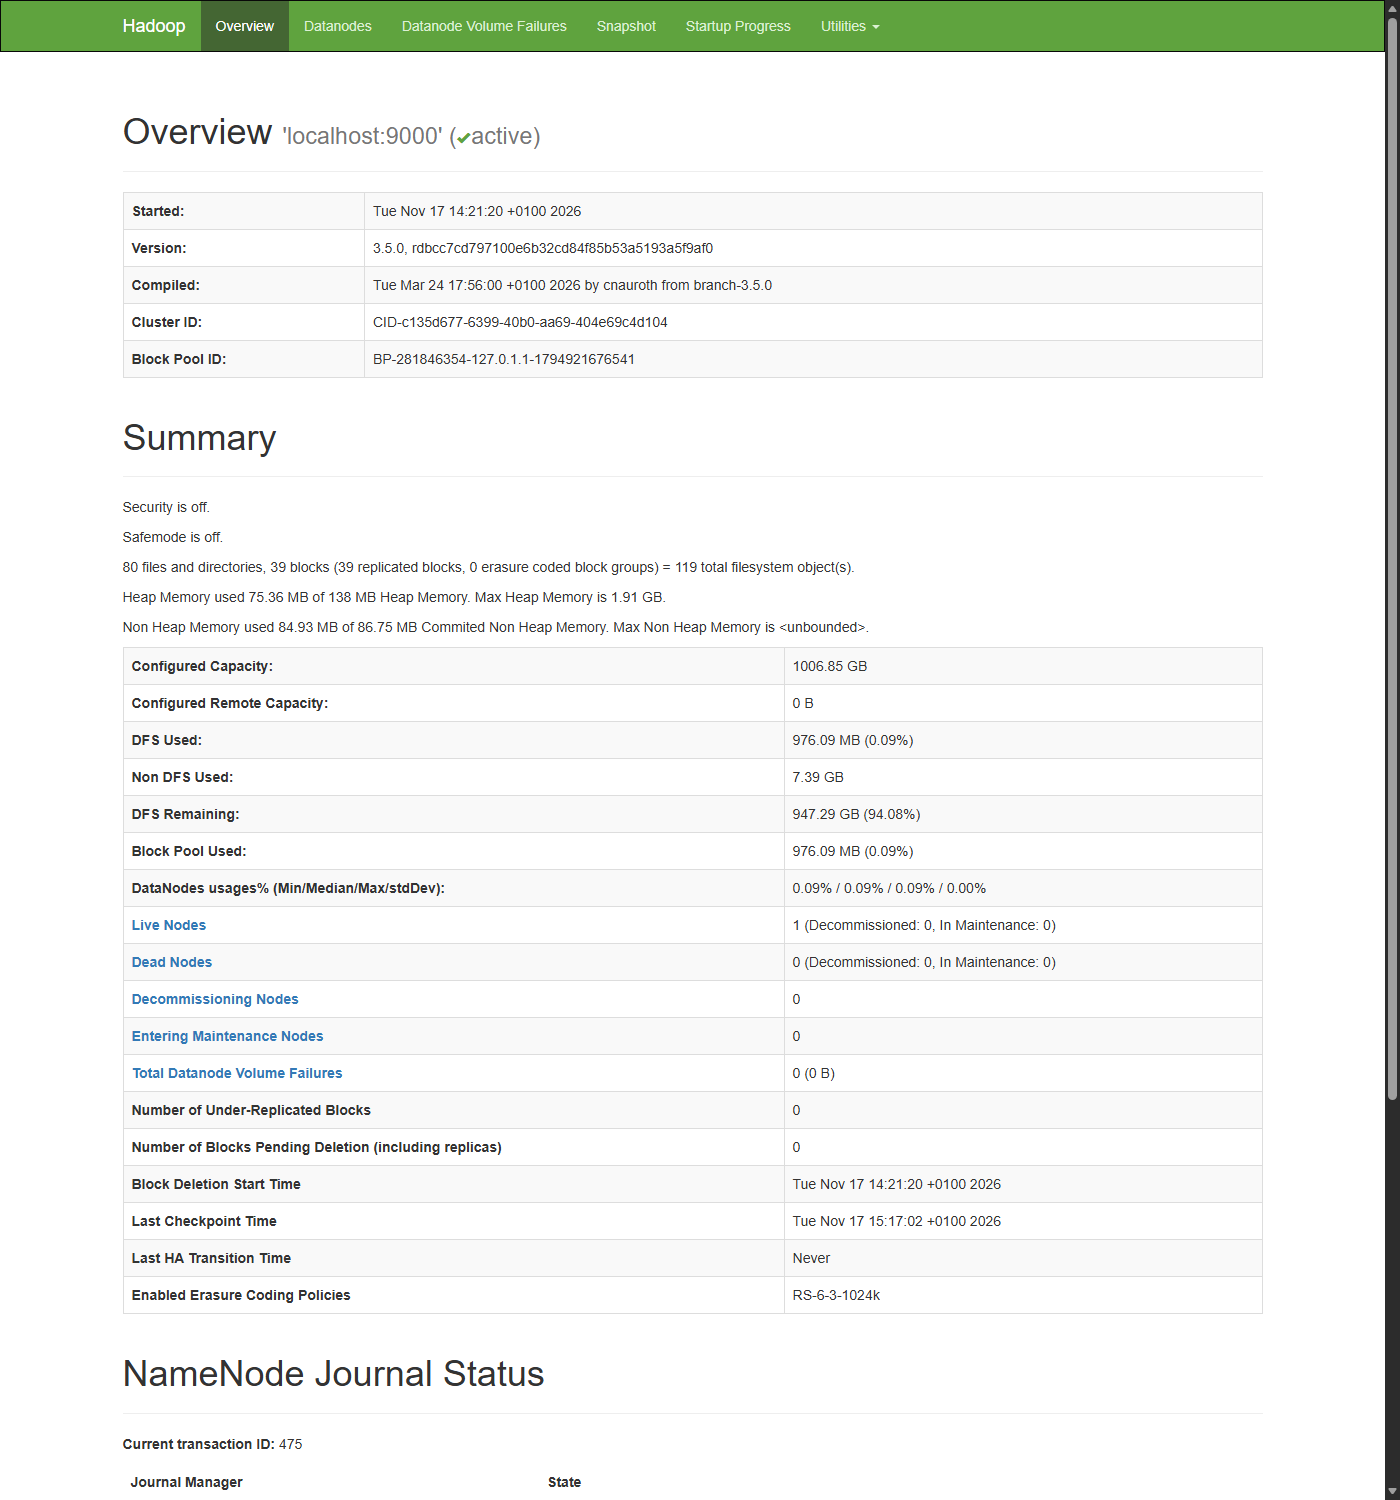 Hadoop Overview Datanodes Datanode Volume Failures Snapshot Startup Progress Utilities
Overview 'localhost:9000' (✔active)
Started: Tue Nov 17 14:21:20 +0100 2026
Version: 3.5.0, rdbcc7cd797100e6b32cd84f85b53a5193a5f9af0
Compiled: Tue Mar 24 17:56:00 +0100 2026 by cnauroth from branch-3.5.0
Cluster ID: CID-c135d677-6399-40b0-aa69-404e69c4d104
Block Pool ID: BP-281846354-127.0.1.1-1794921676541
Summary
Security is off.
Safemode is off.
80 files and directories, 39 blocks (39 replicated blocks, 0 erasure coded block groups) = 119 total filesystem object(s).
Heap Memory used 75.36 MB of 138 MB Heap Memory. Max Heap Memory is 1.91 GB.
Non Heap Memory used 84.93 MB of 86.75 MB Commited Non Heap Memory. Max Non Heap Memory is <unbounded>.
Configured Capacity: 1006.85 GB
Configured Remote Capacity: 0 B
DFS Used: 976.09 MB (0.09%)
Non DFS Used: 7.39 GB
DFS Remaining: 947.29 GB (94.08%)
Block Pool Used: 976.09 MB (0.09%)
DataNodes usages% (Min/Median/Max/stdDev): 0.09% / 0.09% / 0.09% / 0.00%
Live Nodes 1 (Decommissioned: 0, In Maintenance: 0)
Dead Nodes 0 (Decommissioned: 0, In Maintenance: 0)
Decommissioning Nodes 0
Entering Maintenance Nodes 0
Total Datanode Volume Failures 0 (0 B)
Number of Under-Replicated Blocks 0
Number of Blocks Pending Deletion (including replicas) 0
Block Deletion Start Time Tue Nov 17 14:21:20 +0100 2026
Last Checkpoint Time Tue Nov 17 15:17:02 +0100 2026
Last HA Transition Time Never
Enabled Erasure Coding Policies RS-6-3-1024k
NameNode Journal Status
Current transaction ID: 475
Journal Manager State